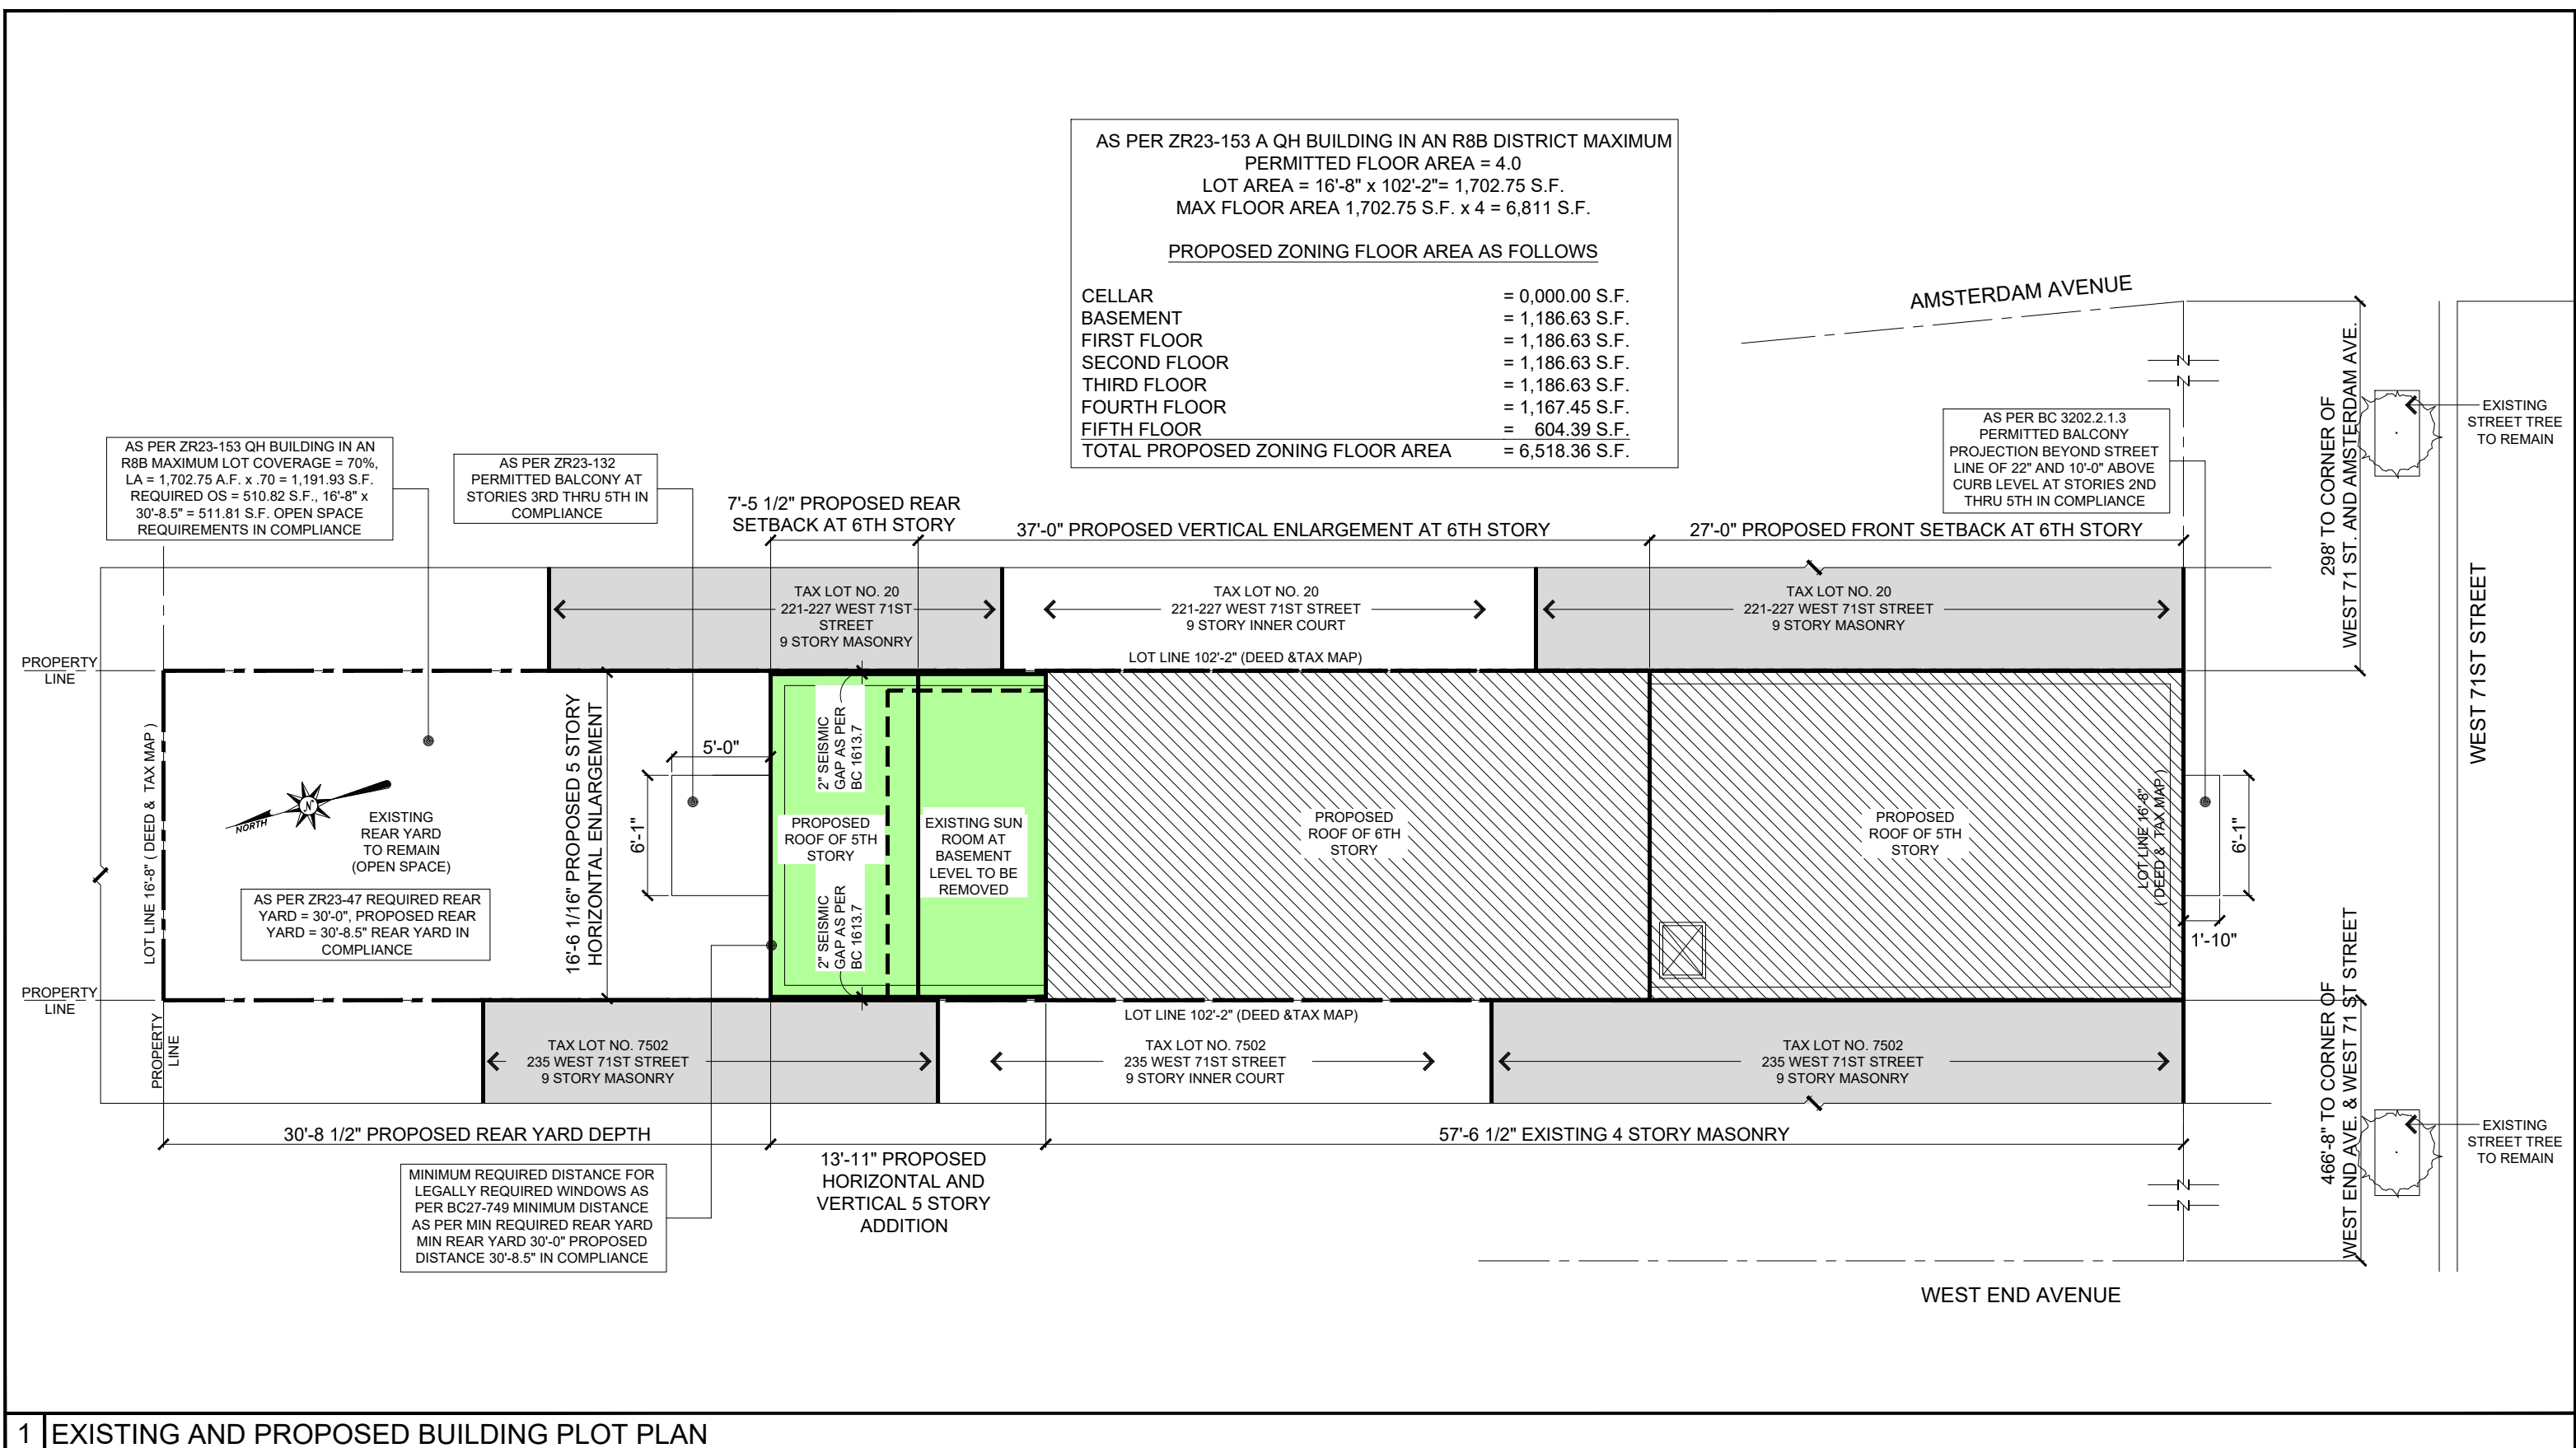 AS PER ZR23-153 A QH BUILDING IN AN R8B DISTRICT MAXIMUM
PERMITTED FLOOR AREA = 4.0
LOT AREA = 16'-8" x 102'-2"= 1,702.75 S.F.
MAX FLOOR AREA 1,702.75 S.F. x 4 = 6,811 S.F.
PROPOSED ZONING FLOOR AREA AS FOLLOWS
CELLAR = 0,000.00 S.F.
BASEMENT = 1,186.63 S.F.
FIRST FLOOR = 1,186.63 S.F.
SECOND FLOOR = 1,186.63 S.F.
THIRD FLOOR = 1,186.63 S.F.
FOURTH FLOOR = 1,167.45 S.F.
FIFTH FLOOR = 604.39 S.F.
TOTAL PROPOSED ZONING FLOOR AREA = 6,518.36 S.F.
AMSTERDAM AVENUE
298' TO CORNER OF
WEST 71 ST. AND AMSTERDAM AVE.
EXISTING
STREET TREE
TO REMAIN
WEST 71ST STREET
AS PER ZR23-153 QH BUILDING IN AN
R8B MAXIMUM LOT COVERAGE = 70%,
LA = 1,702.75 A.F. x .70 = 1,191.93 S.F.
REQUIRED OS = 510.82 S.F., 16'-8" x
30'-8.5" = 511.81 S.F. OPEN SPACE
REQUIREMENTS IN COMPLIANCE
AS PER ZR23-132
PERMITTED BALCONY AT
STORIES 3RD THRU 5TH IN
COMPLIANCE
AS PER BC 3202.2.1.3
PERMITTED BALCONY
PROJECTION BEYOND STREET
LINE OF 22" AND 10'-0" ABOVE
CURB LEVEL AT STORIES 2ND
THRU 5TH IN COMPLIANCE
7'-5 1/2" PROPOSED REAR
SETBACK AT 6TH STORY
37'-0" PROPOSED VERTICAL ENLARGEMENT AT 6TH STORY
27'-0" PROPOSED FRONT SETBACK AT 6TH STORY
TAX LOT NO. 20
221-227 WEST 71ST
STREET
9 STORY MASONRY
TAX LOT NO. 20
221-227 WEST 71ST STREET
9 STORY INNER COURT
TAX LOT NO. 20
221-227 WEST 71ST STREET
9 STORY MASONRY
LOT LINE 102'-2" (DEED &TAX MAP)
PROPERTY
LINE
LOT LINE 16'-8" ( DEED & TAX MAP )
NORTH
N
EXISTING
REAR YARD
TO REMAIN
(OPEN SPACE)
AS PER ZR23-47 REQUIRED REAR
YARD = 30'-0", PROPOSED REAR
YARD = 30'-8.5" REAR YARD IN
COMPLIANCE
16'-6 1/16" PROPOSED 5 STORY
HORIZONTAL ENLARGEMENT
5'-0"
6'-1"
2" SEISMIC
GAP AS PER
BC 1613.7
PROPOSED
ROOF OF 5TH
STORY
2" SEISMIC
GAP AS PER
BC 1613.7
EXISTING SUN
ROOM AT
BASEMENT
LEVEL TO BE
REMOVED
PROPOSED
ROOF OF 6TH
STORY
PROPOSED
ROOF OF 5TH
STORY
LOT LINE 16'-8"
( DEED & TAX MAP )
6'-1"
1'-10"
PROPERTY
LINE
PROPERTY
LINE
LOT LINE 102'-2" (DEED &TAX MAP)
TAX LOT NO. 7502
235 WEST 71ST STREET
9 STORY MASONRY
TAX LOT NO. 7502
235 WEST 71ST STREET
9 STORY INNER COURT
TAX LOT NO. 7502
235 WEST 71ST STREET
9 STORY MASONRY
466'-8" TO CORNER OF
WEST END AVE. & WEST 71 ST STREET
EXISTING
STREET TREE
TO REMAIN
30'-8 1/2" PROPOSED REAR YARD DEPTH
13'-11" PROPOSED
HORIZONTAL AND
VERTICAL 5 STORY
ADDITION
57'-6 1/2" EXISTING 4 STORY MASONRY
MINIMUM REQUIRED DISTANCE FOR
LEGALLY REQUIRED WINDOWS AS
PER BC27-749 MINIMUM DISTANCE
AS PER MIN REQUIRED REAR YARD
MIN REAR YARD 30'-0" PROPOSED
DISTANCE 30'-8.5" IN COMPLIANCE
WEST END AVENUE
1 EXISTING AND PROPOSED BUILDING PLOT PLAN